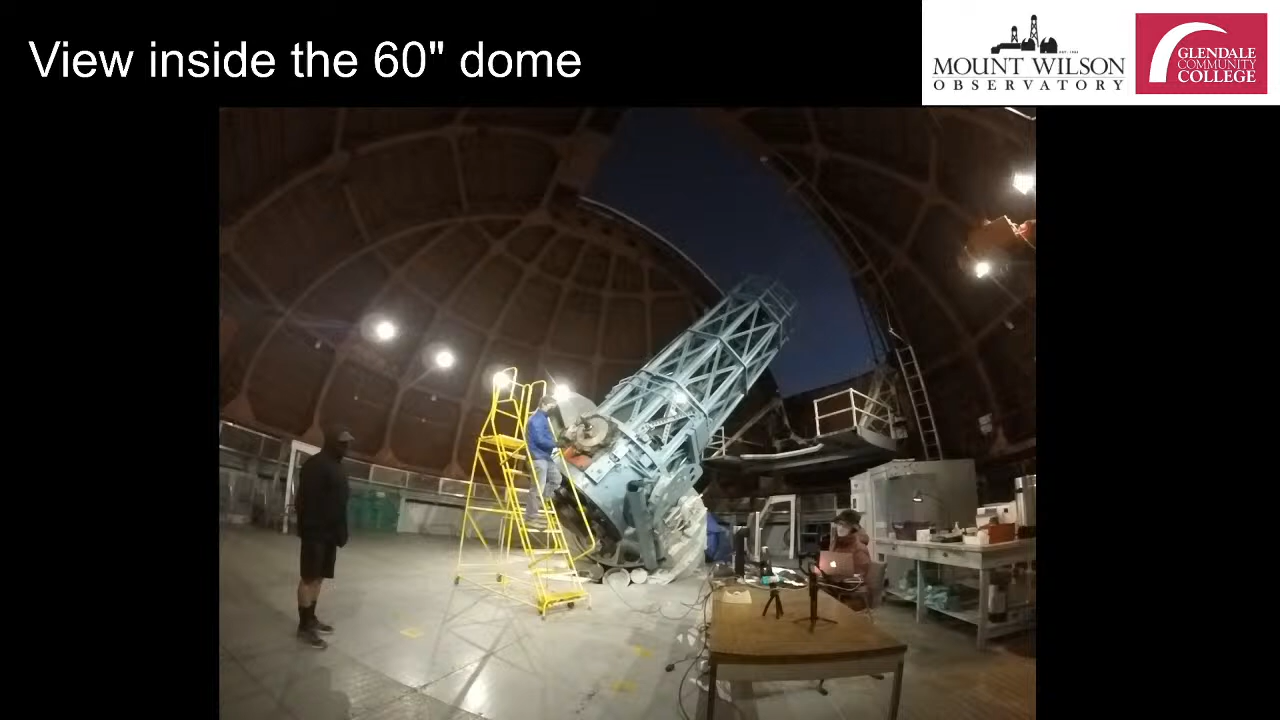 View inside the 60" dome
MOUNT WILSON
OBSERVATORY
GLENDALE
COMMUNITY
COLLEGE